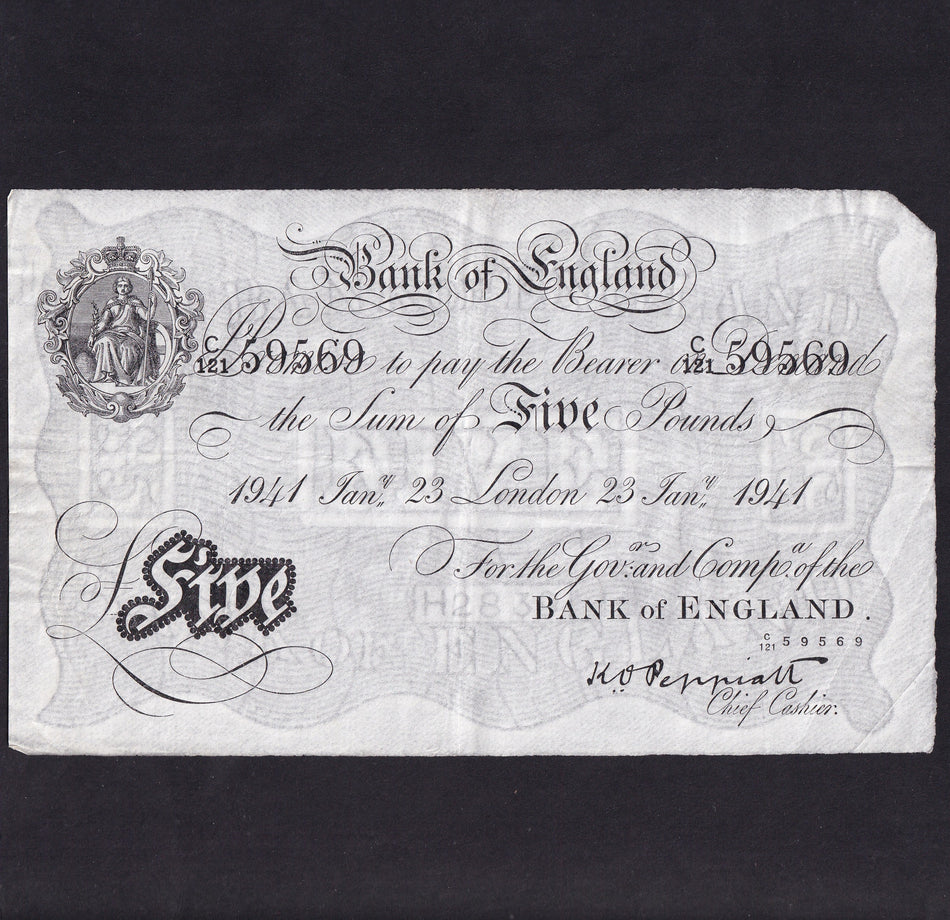 Bank of England
I Promise to pay the Bearer on Demand
C/121 59569 C/121 59569
the Sum of Five Pounds
1941 Jan.y 23 London 23 Jan.y 1941
For the Gov.r and Comp.a of the
BANK of ENGLAND.
C/121 59569
£Five
K O Peppiatt
Chief Cashier.